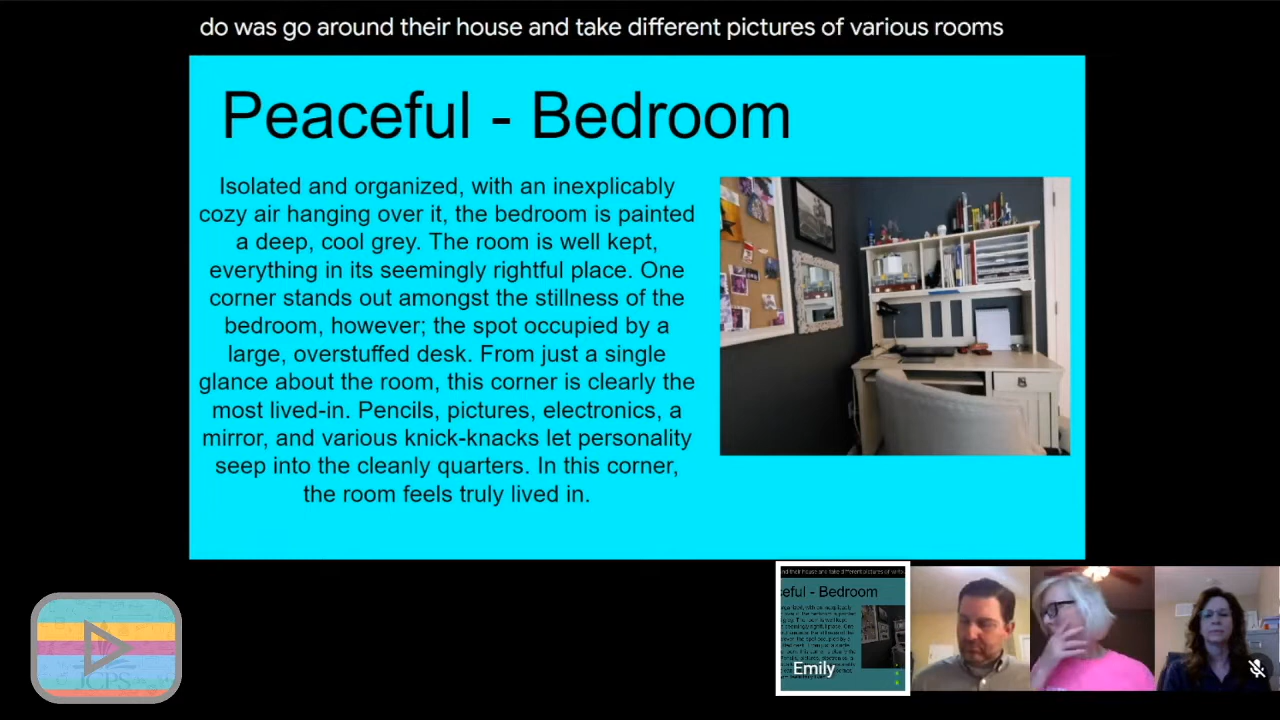 do was go around their house and take different pictures of various rooms
Peaceful - Bedroom
Isolated and organized, with an inexplicably
cozy air hanging over it, the bedroom is painted
a deep, cool grey. The room is well kept,
everything in its seemingly rightful place. One
corner stands out amongst the stillness of the
bedroom, however; the spot occupied by a
large, overstuffed desk. From just a single
glance about the room, this corner is clearly the
most lived-in. Pencils, pictures, electronics, a
mirror, and various knick-knacks let personality
seep into the cleanly quarters. In this corner,
the room feels truly lived in.
ceful - Bedroom
Emily
JCPS